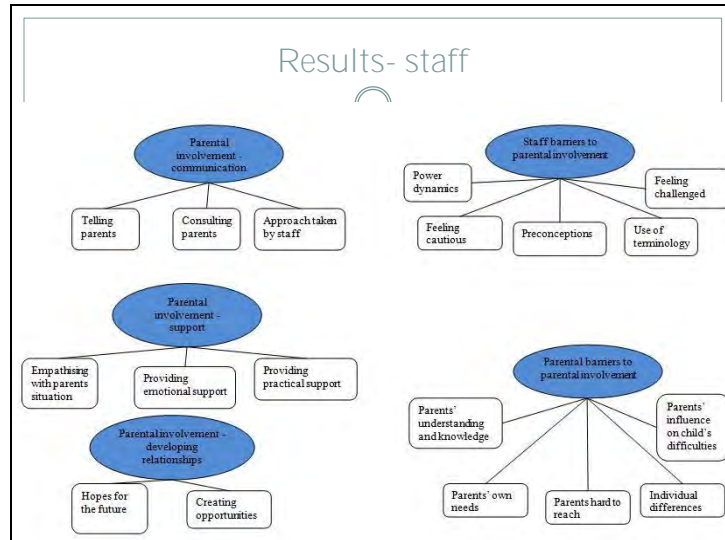 Results- staff
Parental
involvement -
communication
Telling
parents
Consulting
parents
Approach taken
by staff
Staff barriers to
parental involvement
Power
dynamics
Feeling
cautious
Preconceptions
Use of
terminology
Feeling
challenged
Parental
involvement -
support
Empathising
with parents
situation
Providing
emotional support
Providing
practical support
Parental involvement -
developing
relationships
Hopes for
the future
Creating
opportunities
Parental barriers to
parental involvement
Parents'
understanding
and knowledge
Parents' own
needs
Parents hard to
reach
Individual
differences
Parents'
influence
on child's
difficulties